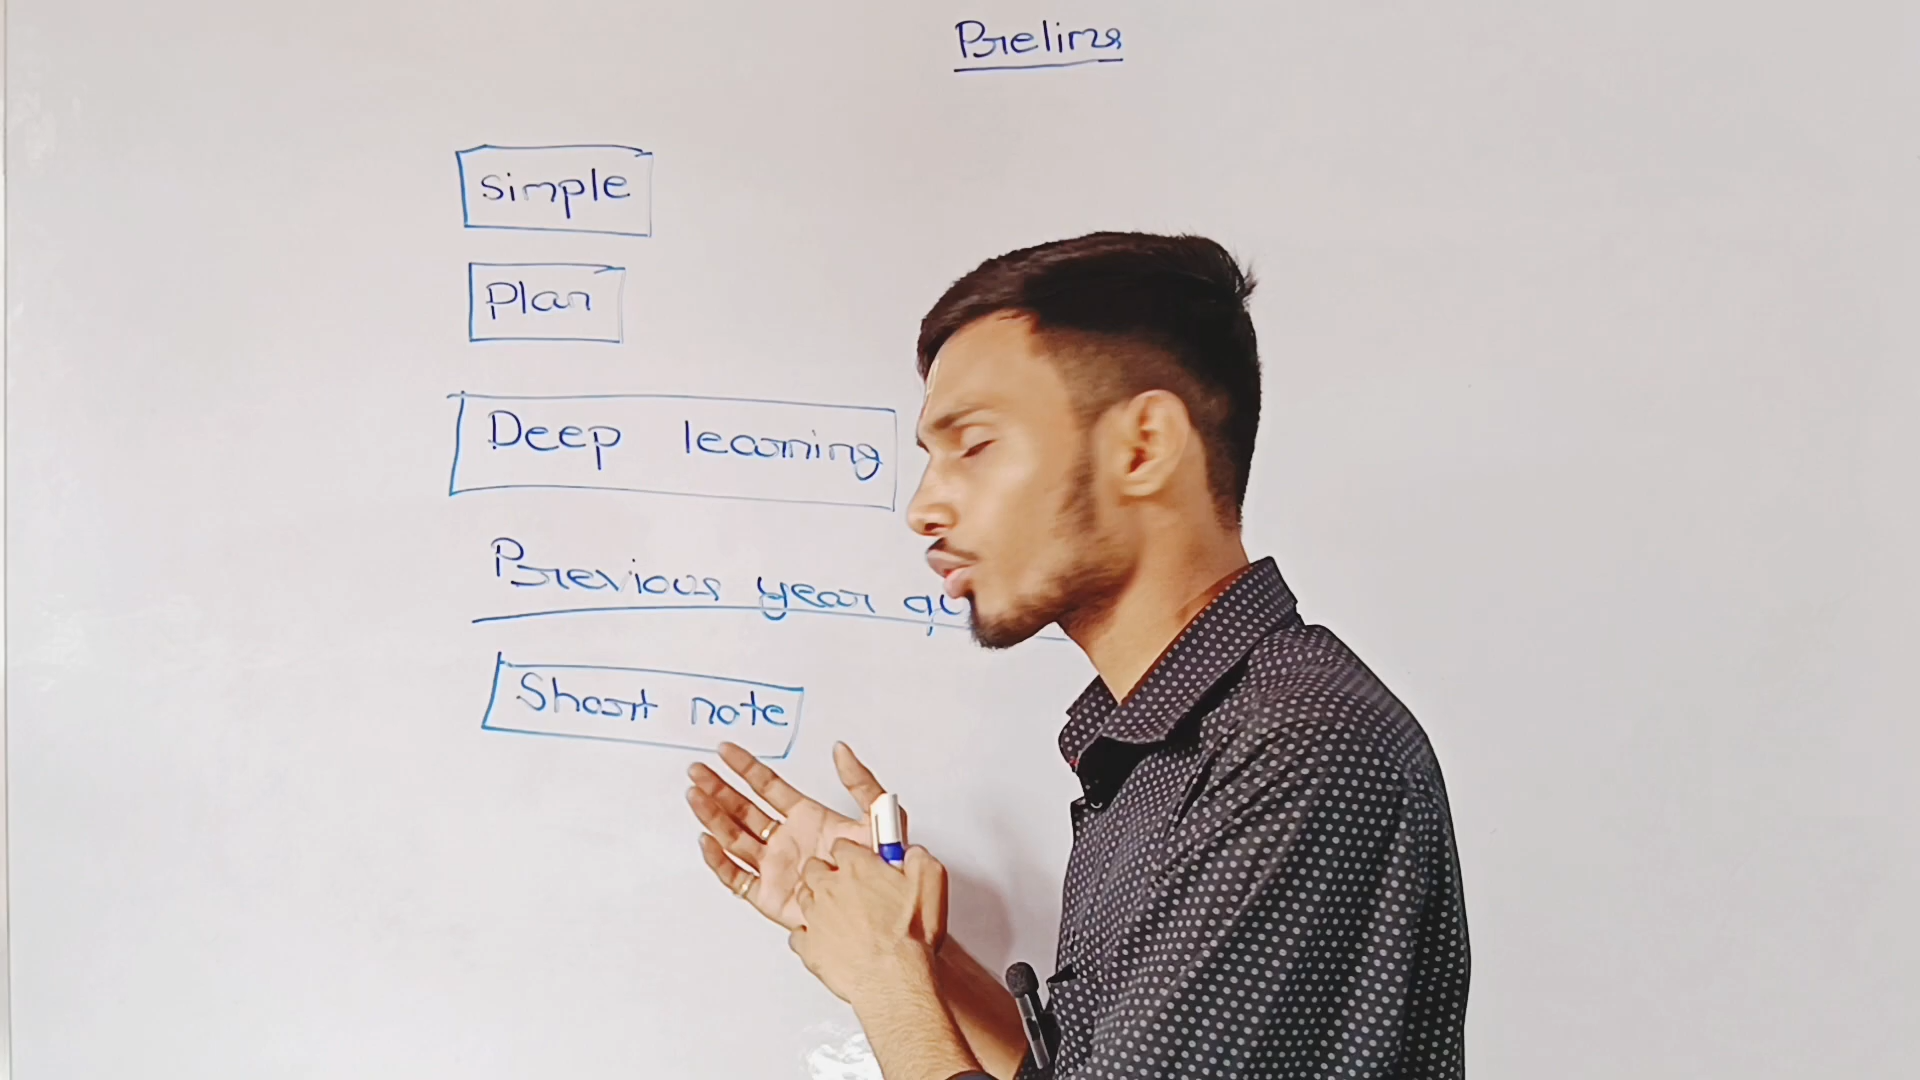 Prelims
Simple
Plan
Deep learning
Previous year
Short note